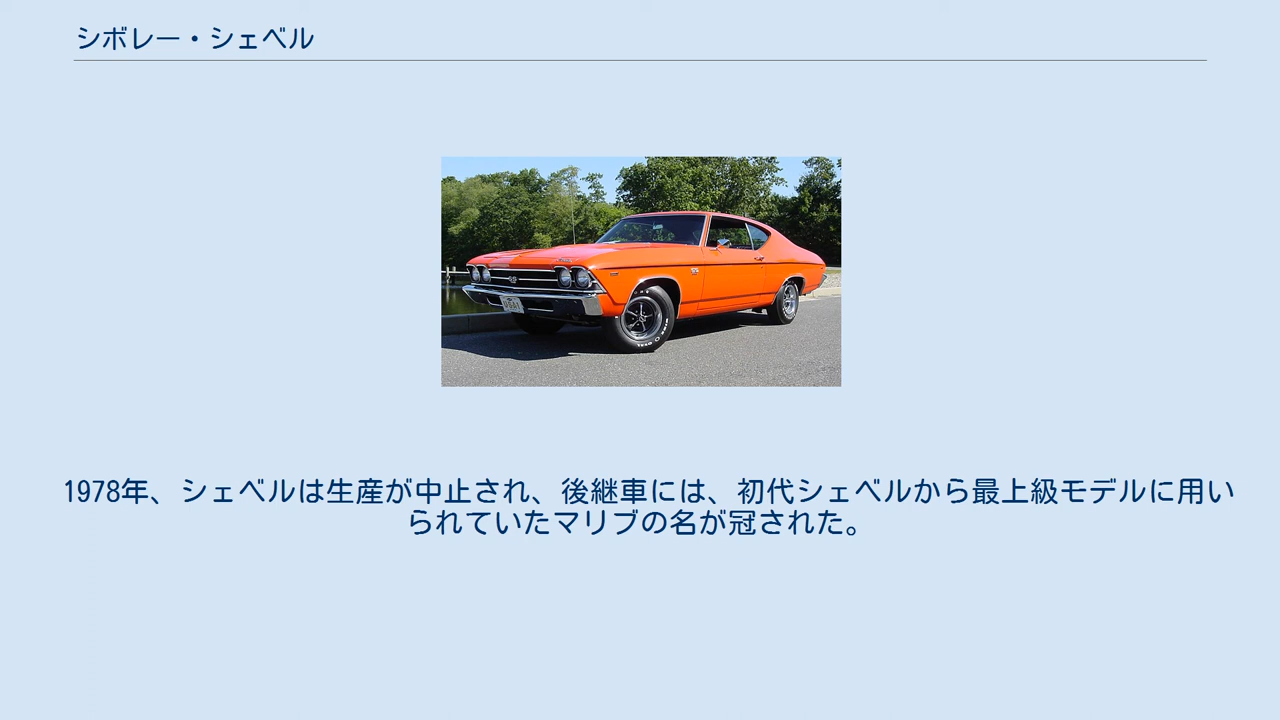 シボレー・シェベル
1978年、シェベルは生産が中止され、後継車には、初代シェベルから最上級モデルに用い
られていたマリブの名が冠された。